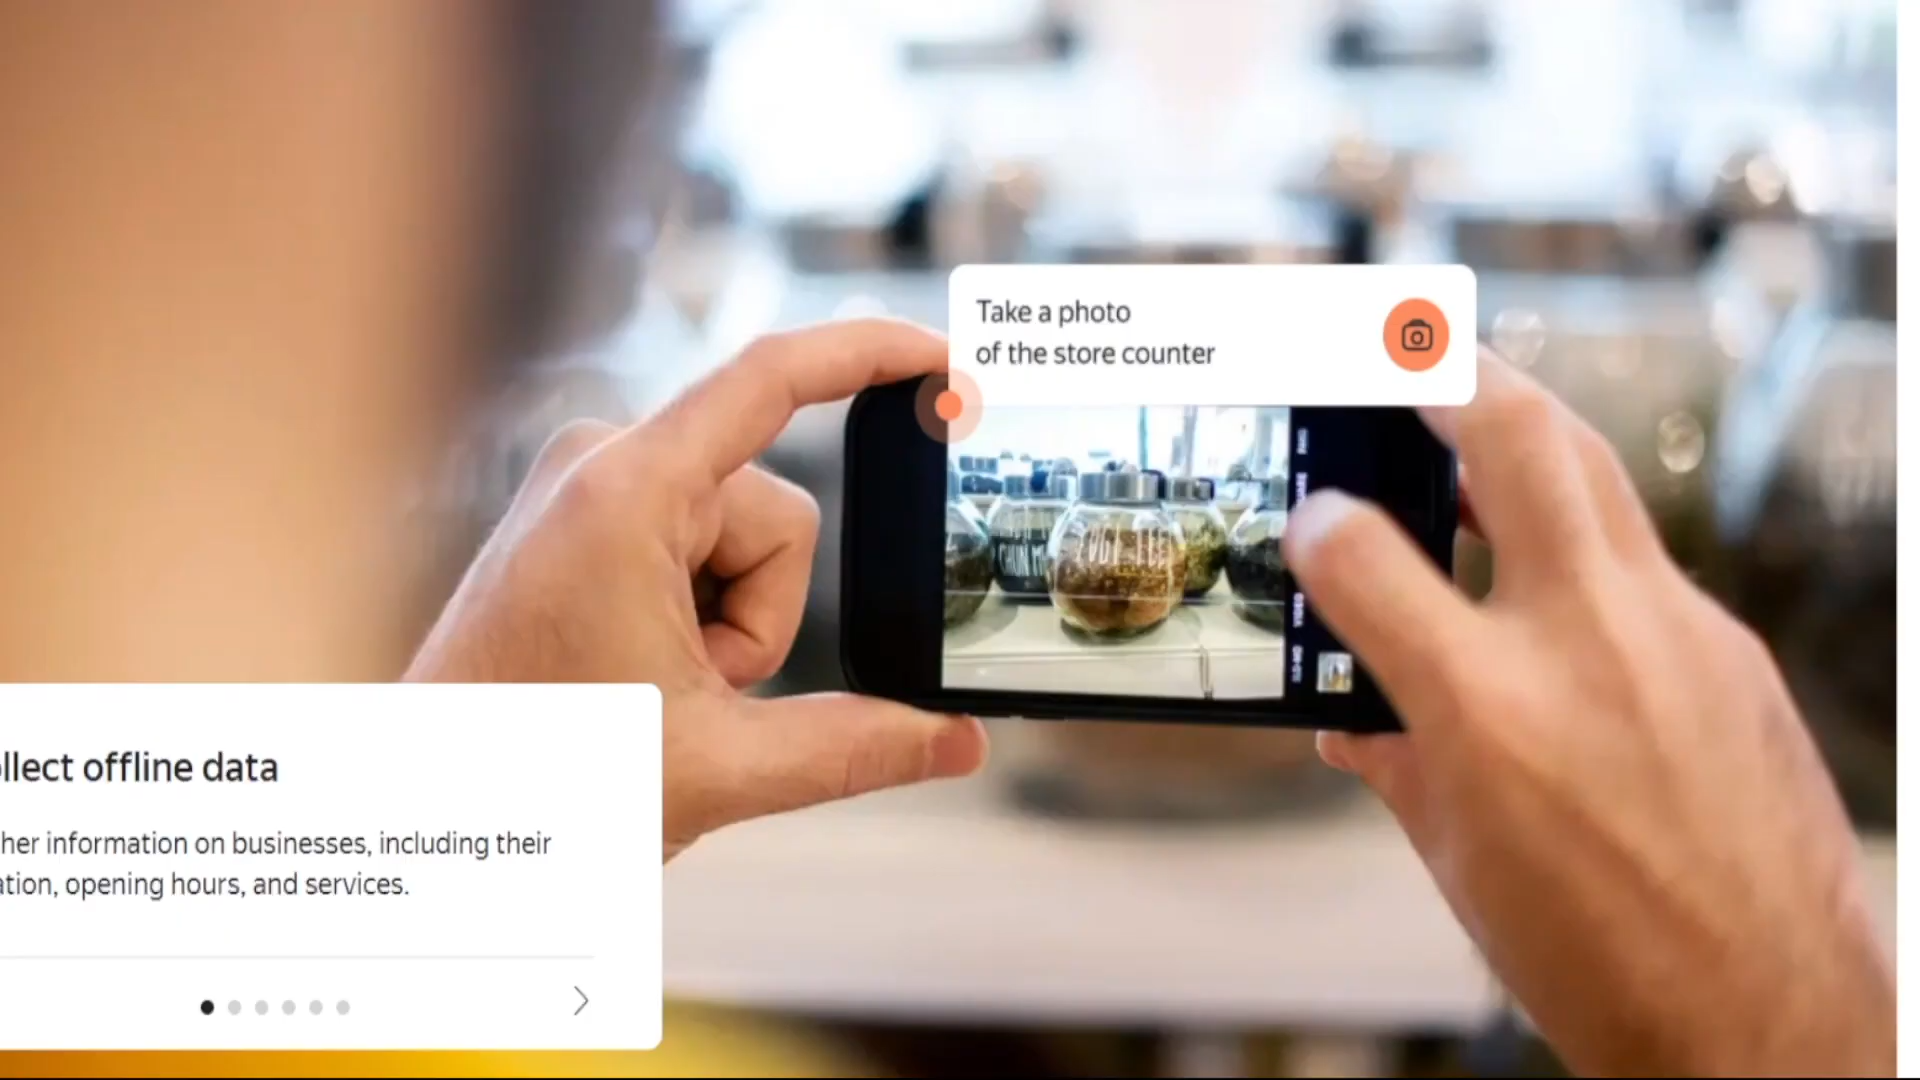 Take a photo
of the store counter
llect offline data
her information on businesses, including their
ation, opening hours, and services.